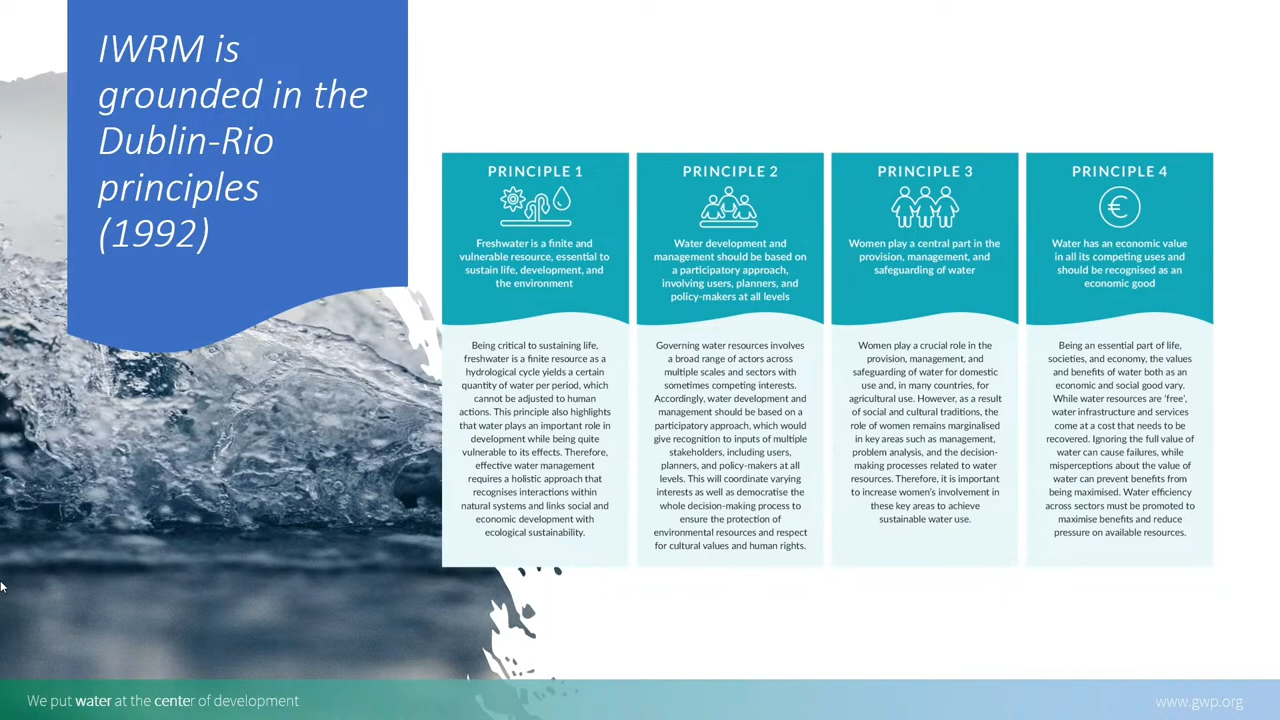 IWRM is
grounded in the
Dublin-Rio
principles
(1992)
PRINCIPLE 1
Freshwater is a finite and
vulnerable resource, essential to
sustain life, development, and
the environment
Being critical to sustaining life,
freshwater is a finite resource as a
hydrological cycle yields a certain
quantity of water per period, which
cannot be adjusted to human
actions. This principle also highlights
that water plays an important role in
development while being quite
vulnerable to its effects. Therefore,
effective water management
requires a holistic approach that
recognises interactions within
natural systems and links social and
economic development with
ecological sustainability.
PRINCIPLE 2
Water development and
management should be based on
a participatory approach,
involving users, planners, and
policy-makers at all levels
Governing water resources involves
a broad range of actors across
multiple scales and sectors with
sometimes competing interests.
Accordingly, water development and
management should be based on a
participatory approach, which would
give recognition to inputs of multiple
stakeholders, including users,
planners, and policy-makers at all
levels. This will coordinate varying
interests as well as democratise the
whole decision-making process to
ensure the protection of
environmental resources and respect
for cultural values and human rights.
PRINCIPLE 3
Women play a central part in the
provision, management, and
safeguarding of water
Women play a crucial role in the
provision, management, and
safeguarding of water for domestic
use and, in many countries, for
agricultural use. However, as a result
of social and cultural traditions, the
role of women remains marginalised
in key areas such as management,
problem analysis, and the decision-
making processes related to water
resources. Therefore, it is important
to increase women's involvement in
these key areas to achieve
sustainable water use.
PRINCIPLE 4
€
Water has an economic value
in all its competing uses and
should be recognised as an
economic good
Being an essential part of life,
societies, and economy, the values
and benefits of water both as an
economic and social good vary.
While water resources are 'free',
water infrastructure and services
come at a cost that needs to be
recovered. Ignoring the full value of
water can cause failures, while
misperceptions about the value of
water can prevent benefits from
being maximised. Water efficiency
across sectors must be promoted to
maximise benefits and reduce
pressure on available resources.
We put water at the center of development
www.gwp.org